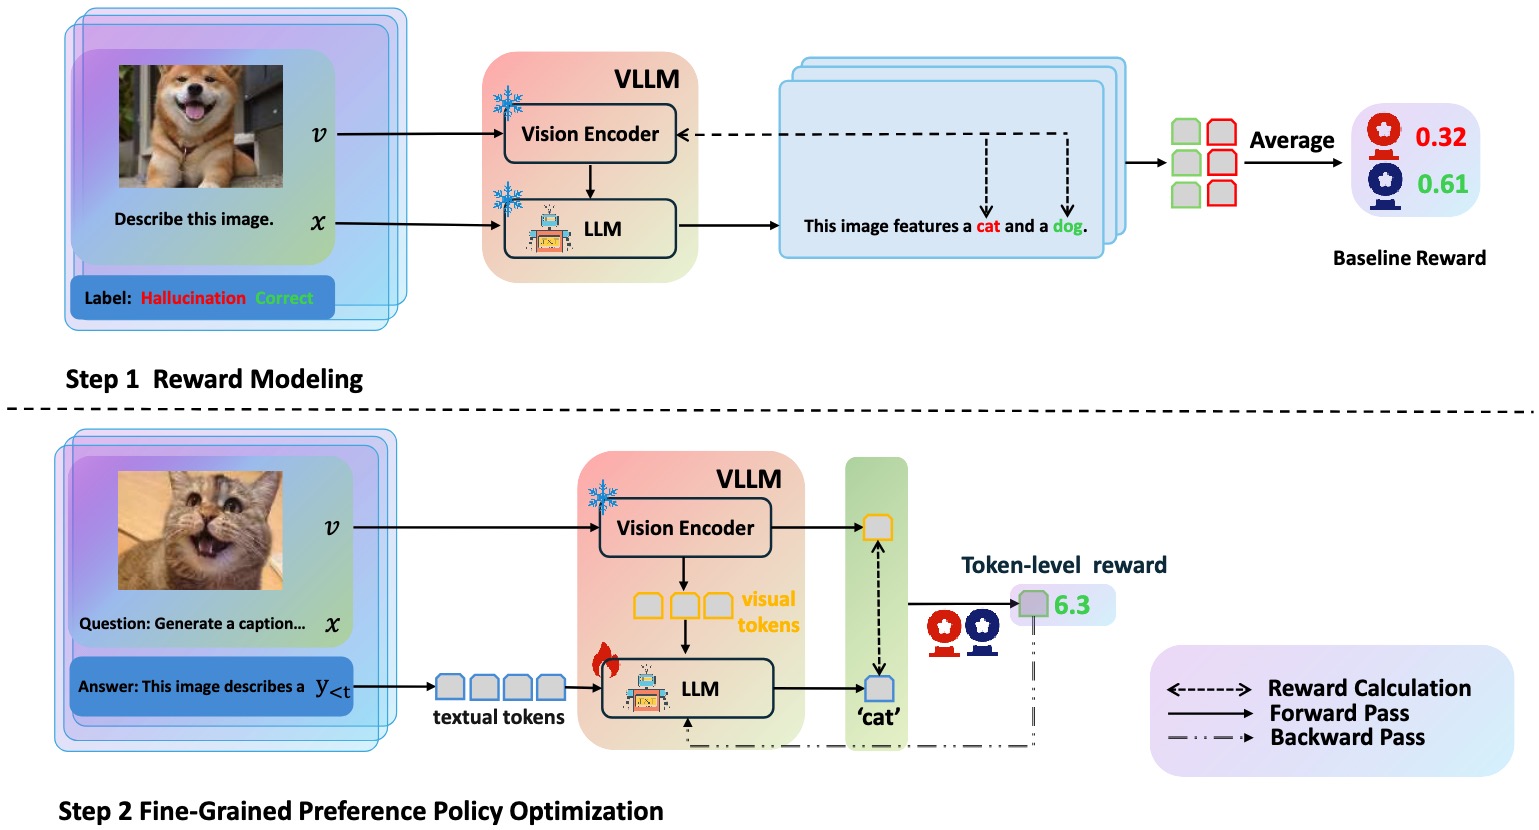 v
Describe this image.
x
Label: Hallucination Correct
VLLM
Vision Encoder
LLM
This image features a cat and a dog.
Average
0.32
0.61
Baseline Reward
Step 1 Reward Modeling
v
Question: Generate a caption...
x
Answer: This image describes a y<t
textual tokens
VLLM
Vision Encoder
visual
tokens
LLM
'cat'
Token-level reward
6.3
Reward Calculation
Forward Pass
Backward Pass
Step 2 Fine-Grained Preference Policy Optimization